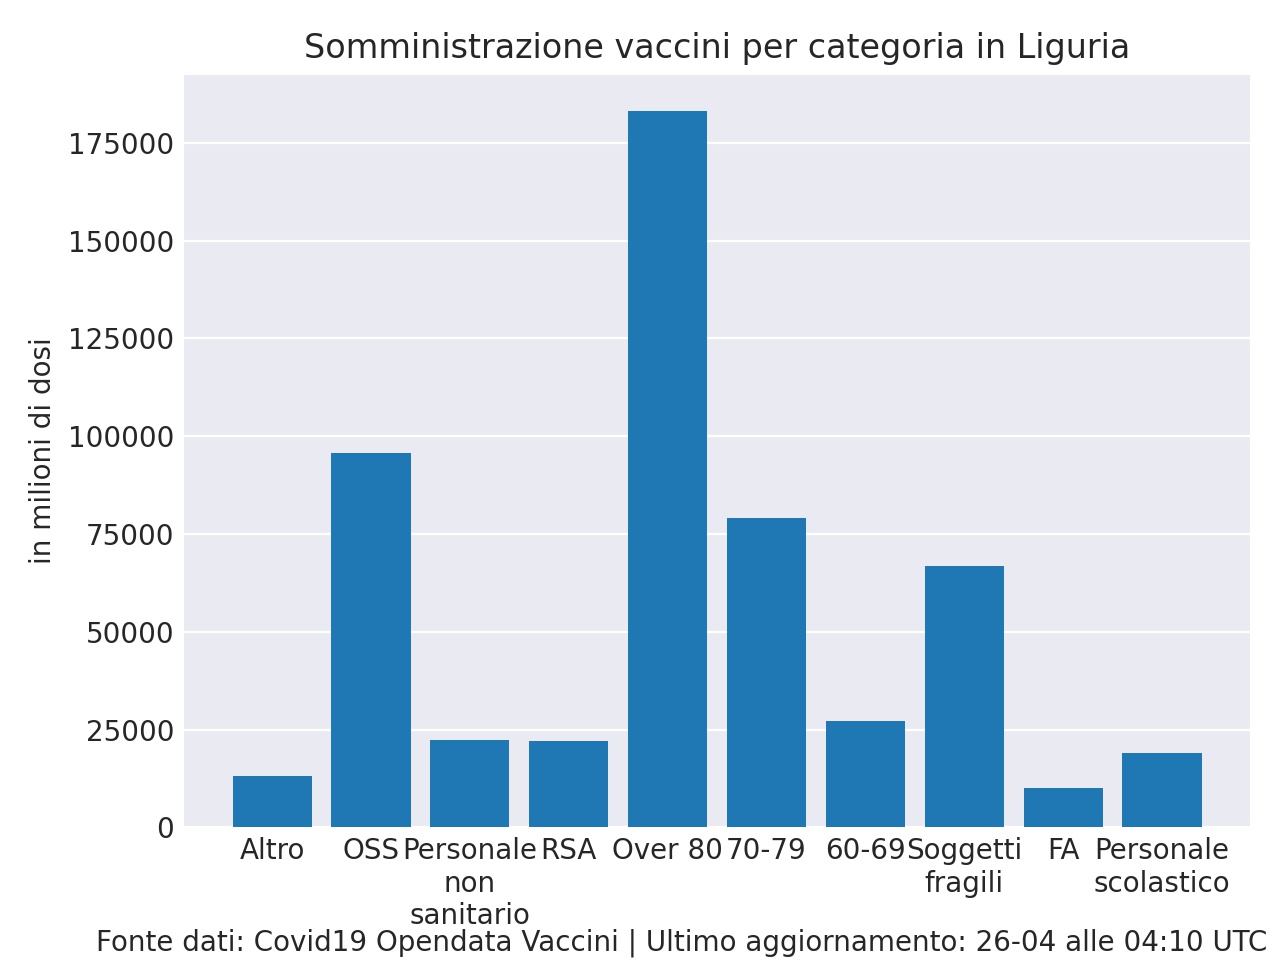 Somministrazione vaccini per categoria in Liguria
in milioni di dosi
175000
150000
125000
100000
75000
50000
25000
0
Altro
OSS
Personale
non
sanitario
RSA
Over 80
70-79
60-69
Soggetti
fragili
FA
Personale
scolastico
Fonte dati: Covid19 Opendata Vaccini | Ultimo aggiornamento: 26-04 alle 04:10 UTC